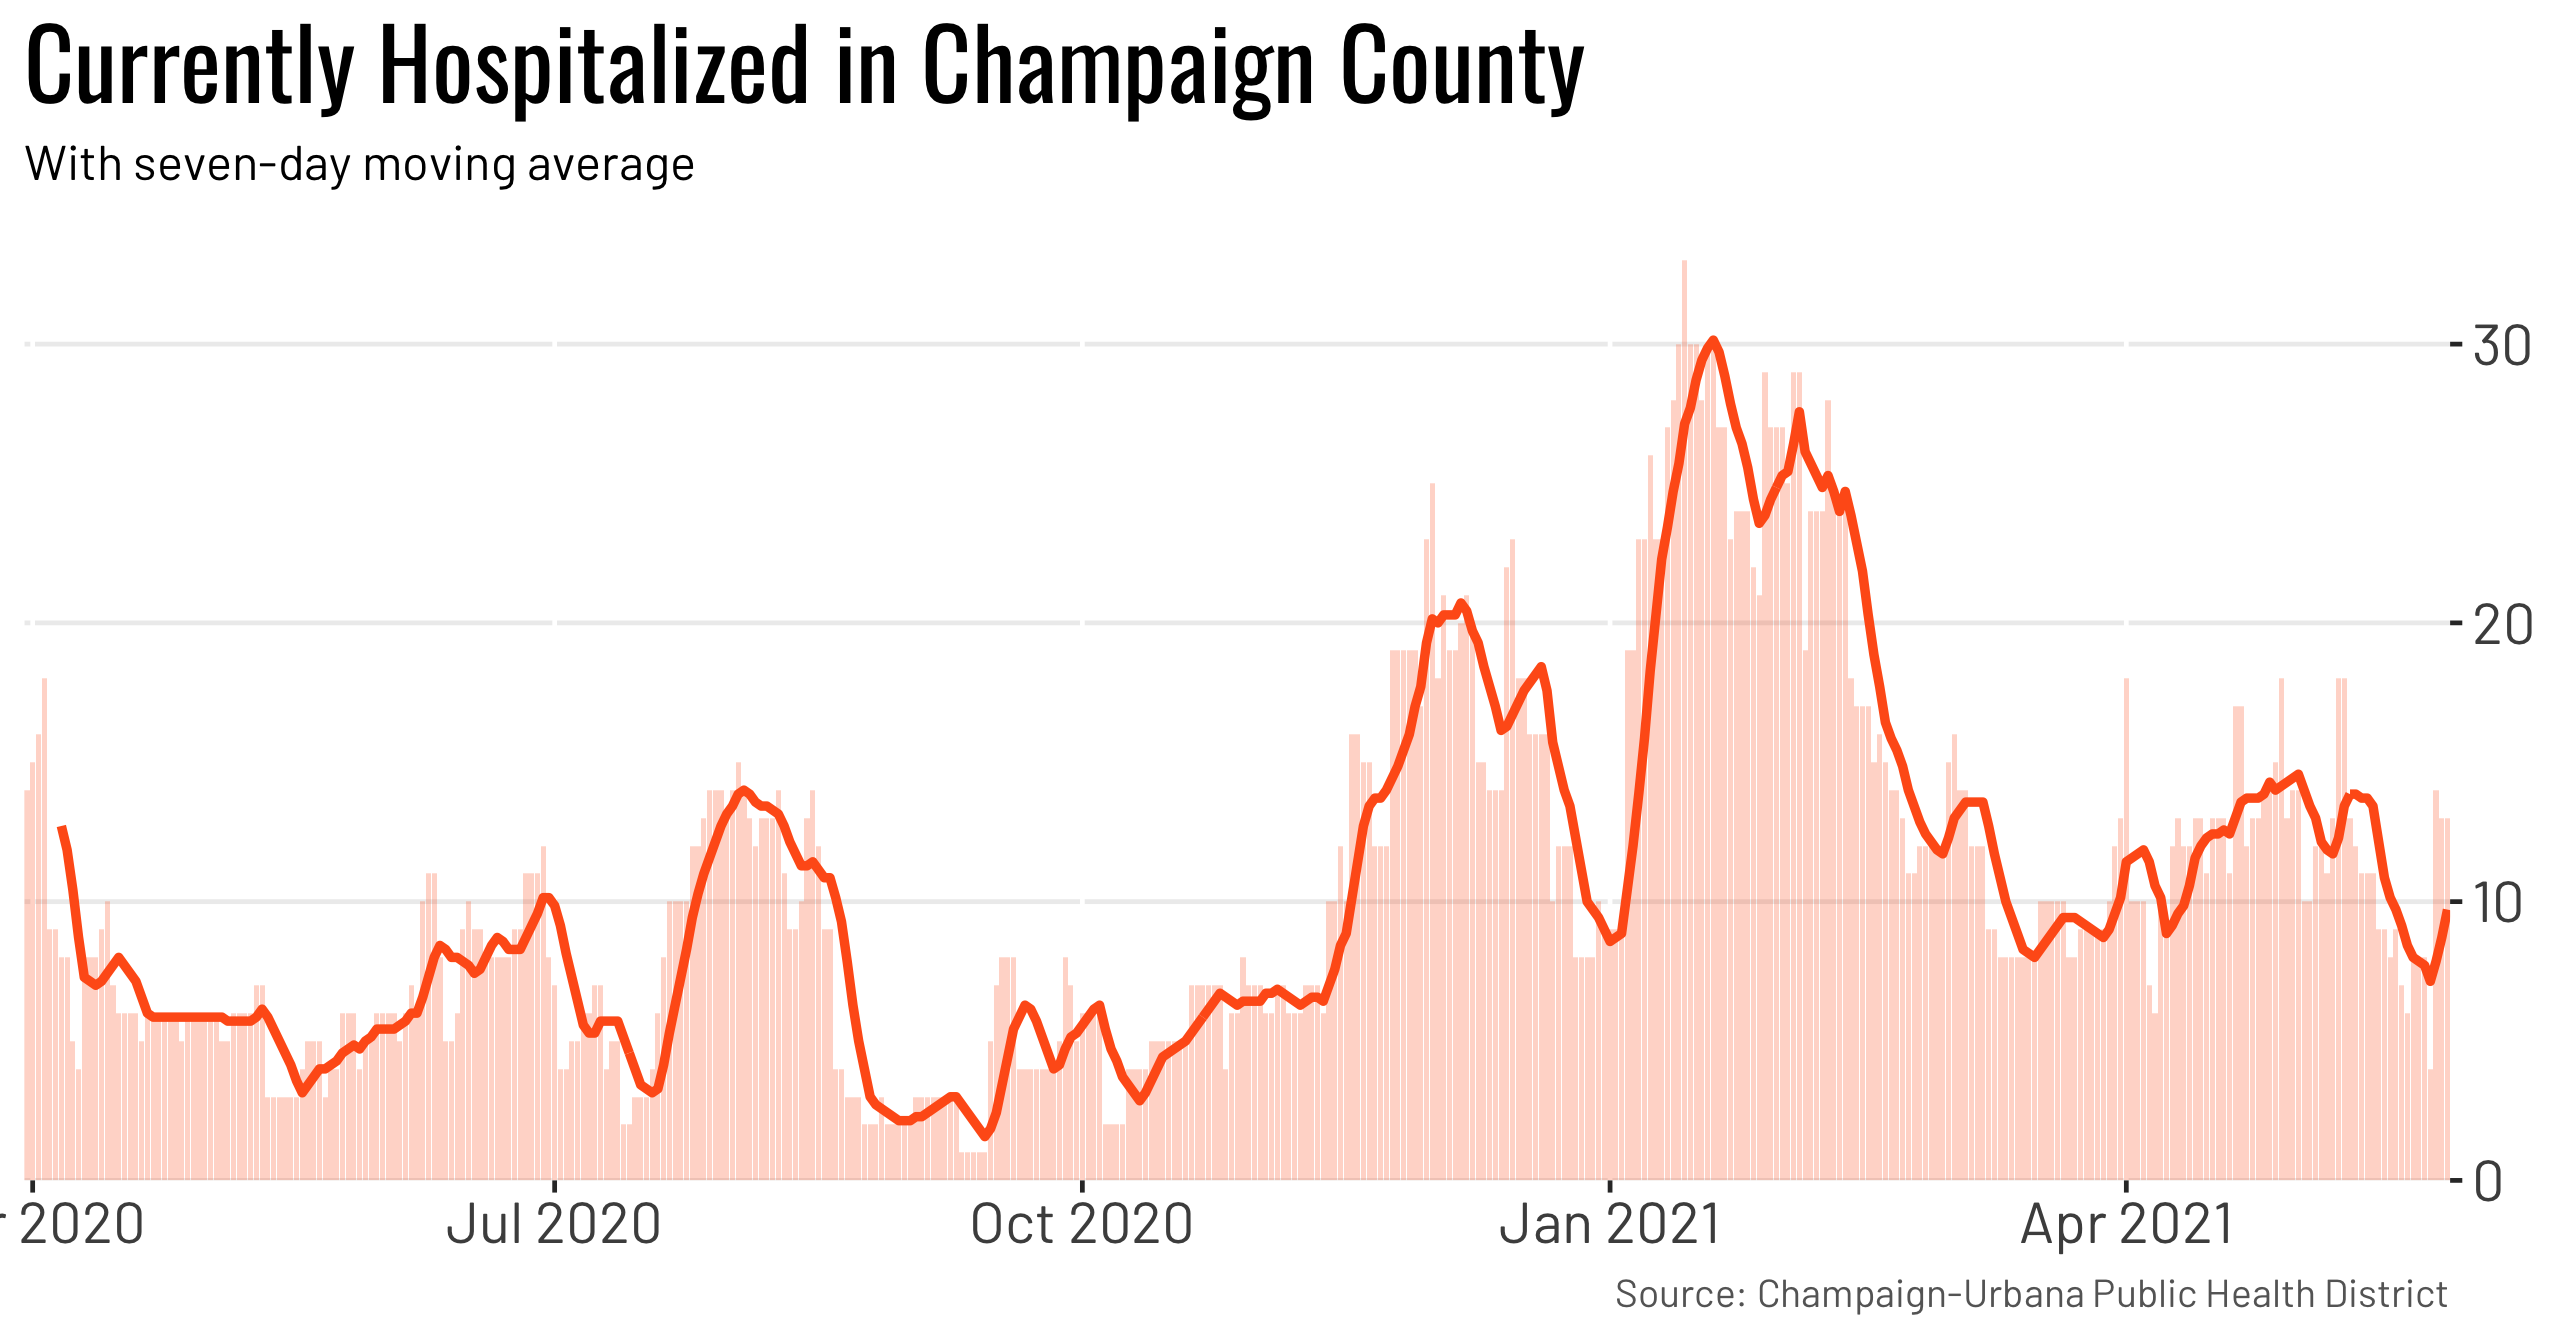 Currently Hospitalized in Champaign County
With seven-day moving average
30
20
10
0
r 2020
Jul 2020
Oct 2020
Jan 2021
Apr 2021
Source: Champaign-Urbana Public Health District